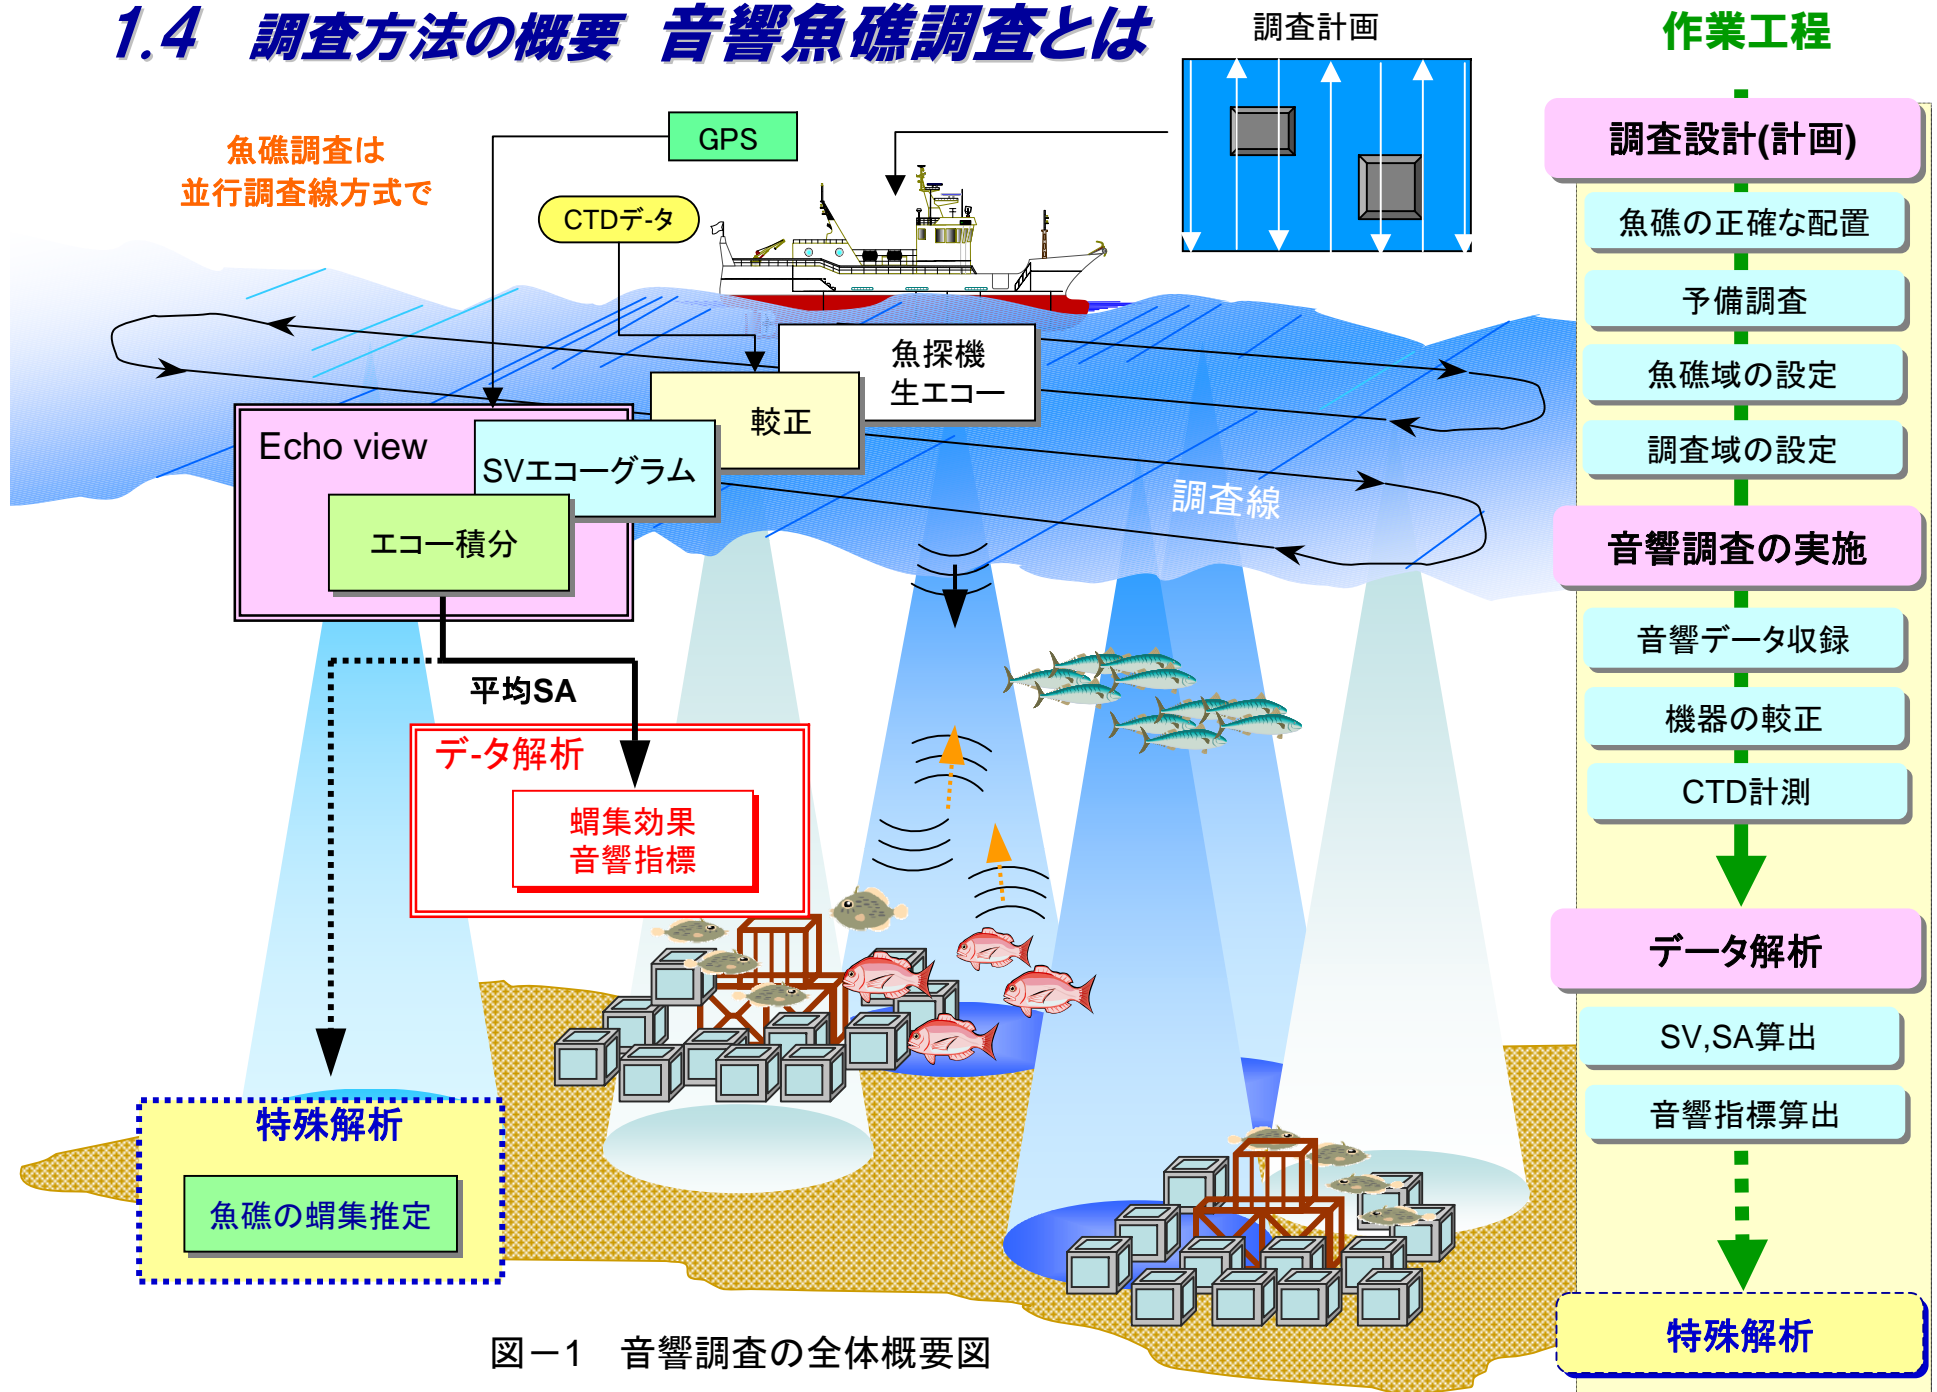 1.4 調査方法の概要 音響魚礁調査とは
調査計画
作業工程
魚礁調査は
並行調査線方式で
GPS
CTDデータ
魚探機
生エコー
較正
Echo view
SVエコーグラム
エコー積分
調査線
平均SA
データ解析
蝟集効果
音響指標
特殊解析
魚礁の蝟集推定
図－1 音響調査の全体概要図
調査設計(計画)
魚礁の正確な配置
予備調査
魚礁域の設定
調査域の設定
音響調査の実施
音響データ収録
機器の較正
CTD計測
データ解析
SV,SA算出
音響指標算出
特殊解析